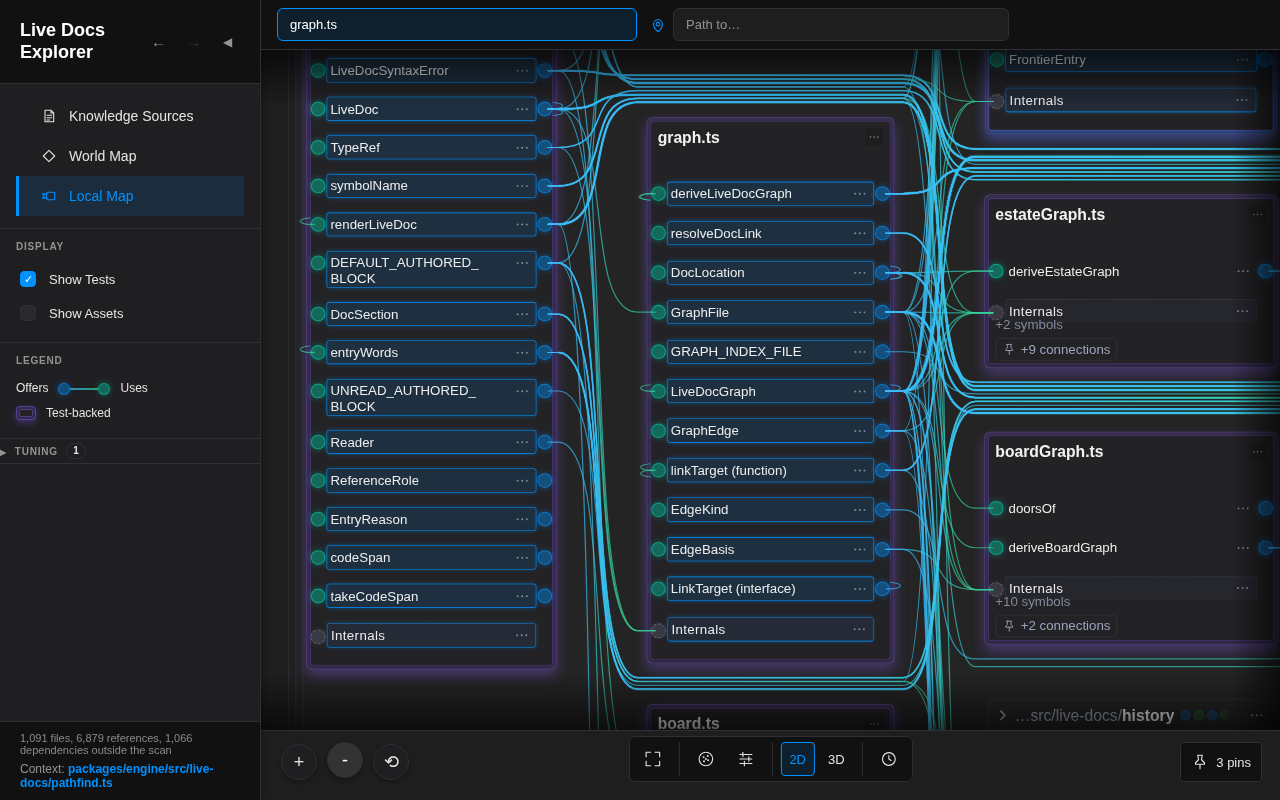 Live Docs
Explorer
graph.ts
Path to…
Knowledge Sources
World Map
Local Map
DISPLAY
Show Tests
Show Assets
LEGEND
Offers
Uses
Test-backed
TUNING 1
1,091 files, 6,879 references, 1,066
dependencies outside the scan
Context: packages/engine/src/live-
docs/pathfind.ts
LiveDocSyntaxError
LiveDoc
TypeRef
symbolName
renderLiveDoc
DEFAULT_AUTHORED_
BLOCK
DocSection
entryWords
UNREAD_AUTHORED_
BLOCK
Reader
ReferenceRole
EntryReason
codeSpan
takeCodeSpan
Internals
graph.ts
deriveLiveDocGraph
resolveDocLink
DocLocation
GraphFile
GRAPH_INDEX_FILE
LiveDocGraph
GraphEdge
linkTarget (function)
EdgeKind
EdgeBasis
LinkTarget (interface)
Internals
board.ts
FrontierEntry
Internals
estateGraph.ts
deriveEstateGraph
Internals
+2 symbols
+9 connections
boardGraph.ts
doorsOf
deriveBoardGraph
Internals
+10 symbols
+2 connections
…src/live-docs/history
+
-
2D
3D
3 pins